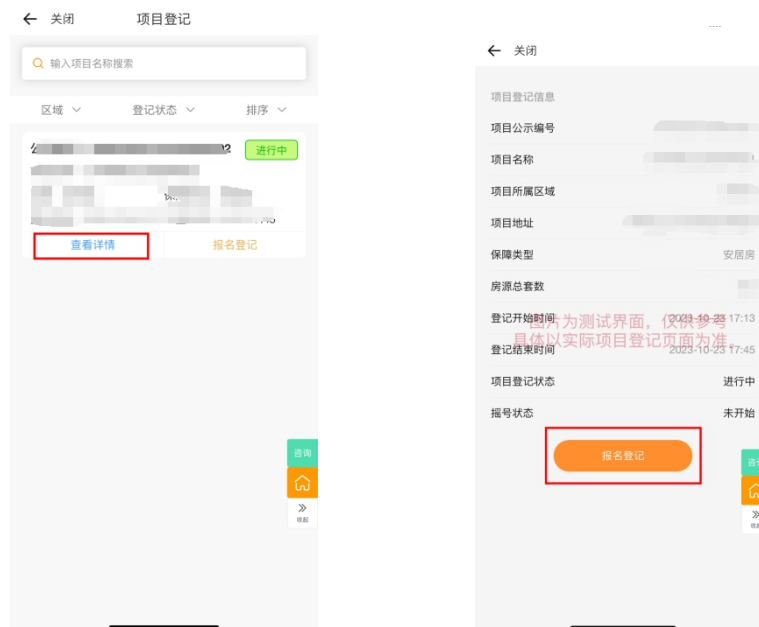 关闭
项目登记
输入项目名称搜索
区域
登记状态
排序
进行中
查看详情
报名登记
咨询
收起
关闭
项目登记信息
项目公示编号
项目名称
项目所属区域
项目地址
保障类型
安居房
房源总套数
登记开始时间
2023-10-23 17:13
图片为测试界面，仅供参考
具体以实际项目登记页面为准。
登记结束时间
2023-10-23 17:45
项目登记状态
进行中
摇号状态
未开始
报名登记